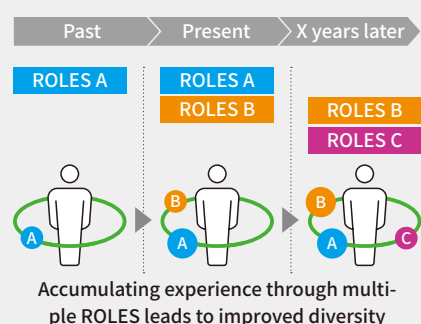 Past
Present
X years later
ROLES A
ROLES A
ROLES B
ROLES B
ROLES C
A
B
A
B
A
C
Accumulating experience through multi-
ple ROLES leads to improved diversity